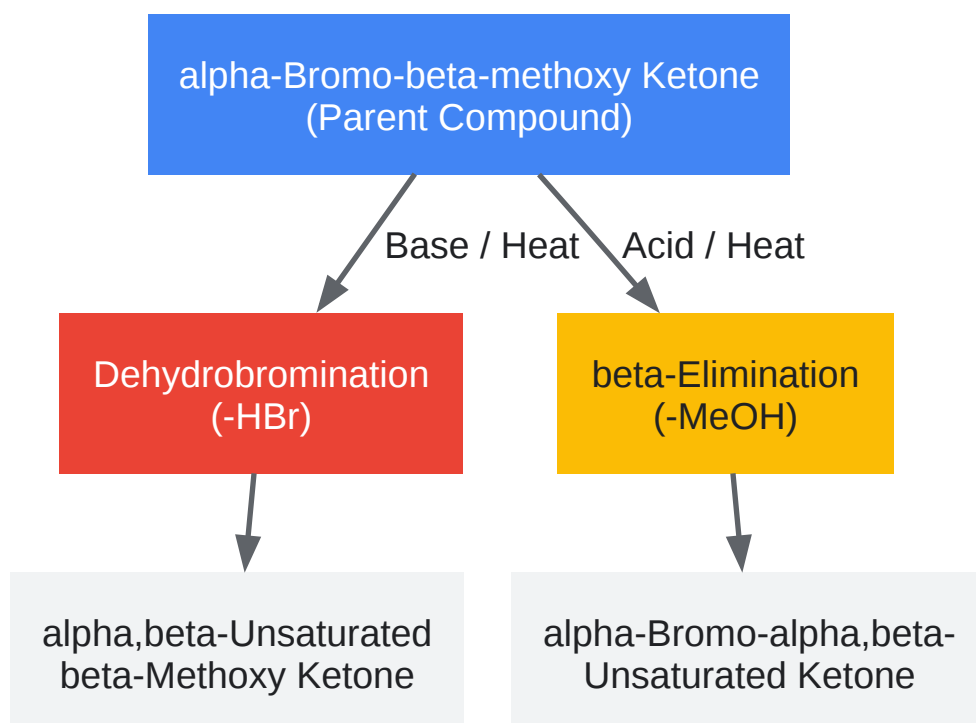 alpha-Bromo-beta-methoxy Ketone
(Parent Compound)
Base / Heat
Acid / Heat
Dehydrobromination
(-HBr)
beta-Elimination
(-MeOH)
alpha,beta-Unsaturated
beta-Methoxy Ketone
alpha-Bromo-alpha,beta-
Unsaturated Ketone